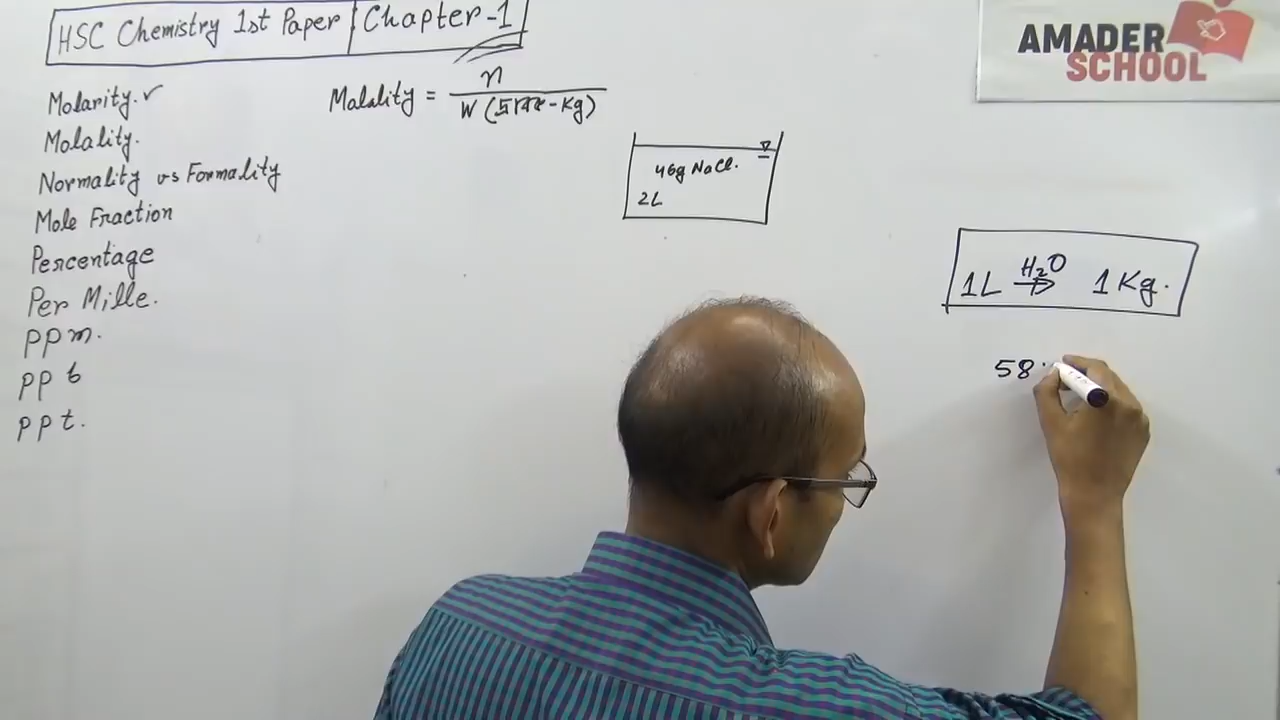 HSC Chemistry 1st Paper | Chapter-1
AMADER
SCHOOL
Molarity. ✓
Molality.
Normality vs Formality
Mole Fraction
Percentage
Per Mille.
ppm.
ppb
ppt.
Molality = n
W (দ্রাবক-Kg)
46g NaCl.
2L
H₂O
1L → 1Kg.
58.